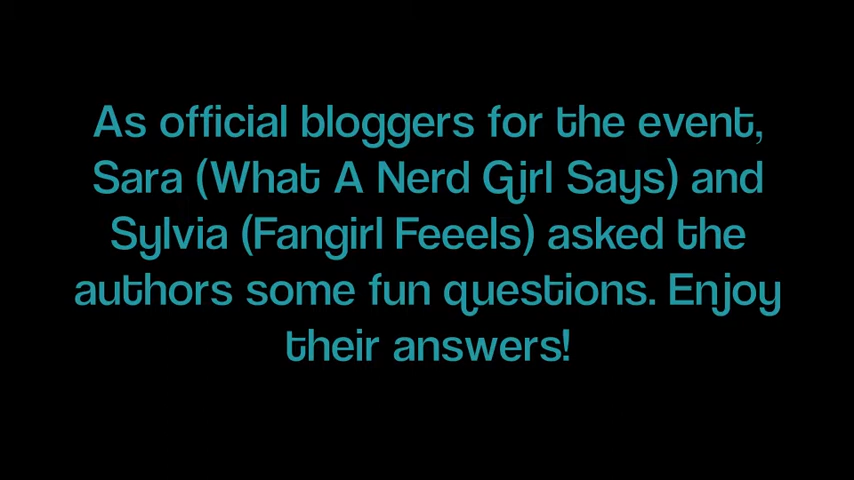 As official bloggers for the event,
Sara (What A Nerd Girl Says) and
Sylvia (Fangirl Feeels) asked the
authors some fun questions. Enjoy
their answers!